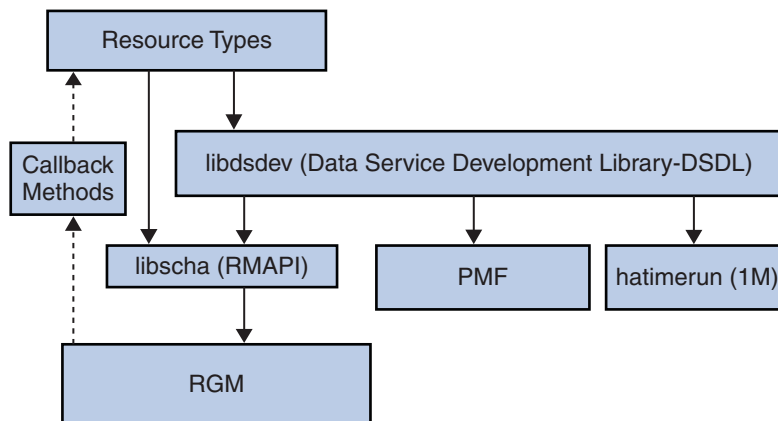 Resource Types
Callback
Methods
libdsdev (Data Service Development Library-DSDL)
libscha (RMAPI)
PMF
hatimerun (1M)
RGM